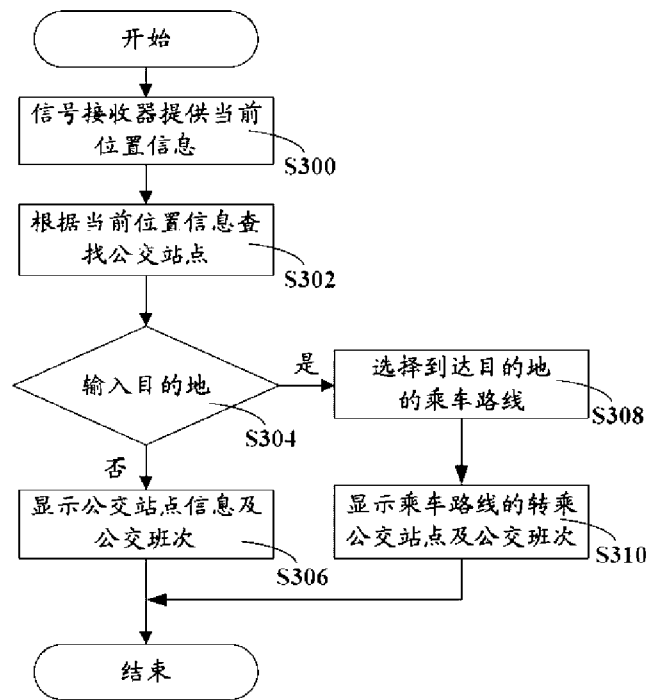 开始
信号接收器提供当前
位置信息
S300
根据当前位置信息查
找公交站点
S302
输入目的地
S304
是
选择到达目的地
的乘车路线
S308
否
显示公交站点信息及
公交班次
S306
显示乘车路线的转乘
公交站点及公交班次
S310
结束